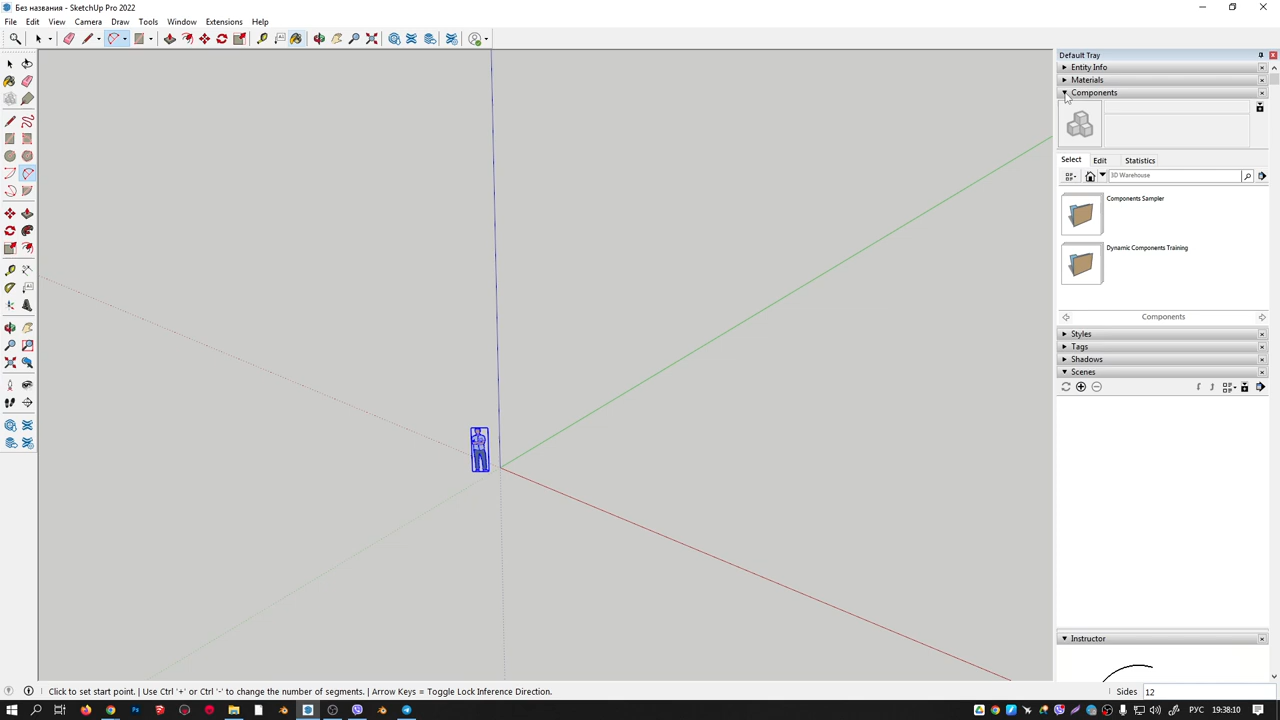 Без названия - SketchUp Pro 2022
File Edit View Camera Draw Tools Window Extensions Help
Default Tray
Entity Info
Materials
Components
Select Edit Statistics
3D Warehouse
Components Sampler
Dynamic Components Training
Components
Styles
Tags
Shadows
Scenes
Instructor
Click to set start point. | Use Ctrl '+' or Ctrl '-' to change the number of segments. | Arrow Keys = Toggle Lock Inference Direction.
Sides 12
РУС 19:38:10